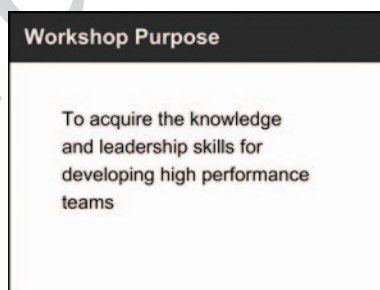 Workshop Purpose
To acquire the knowledge
and leadership skills for
developing high performance
teams